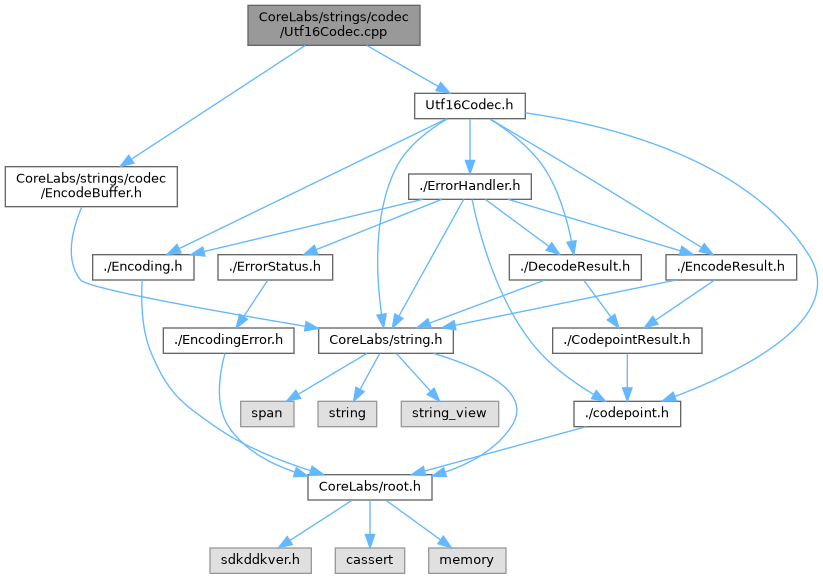 CoreLabs/strings/codec
/Utf16Codec.cpp
Utf16Codec.h
CoreLabs/strings/codec
/EncodeBuffer.h
./ErrorHandler.h
./Encoding.h
./ErrorStatus.h
./DecodeResult.h
./EncodeResult.h
./EncodingError.h
CoreLabs/string.h
./CodepointResult.h
span
string
string_view
./codepoint.h
CoreLabs/root.h
sdkddkver.h
cassert
memory